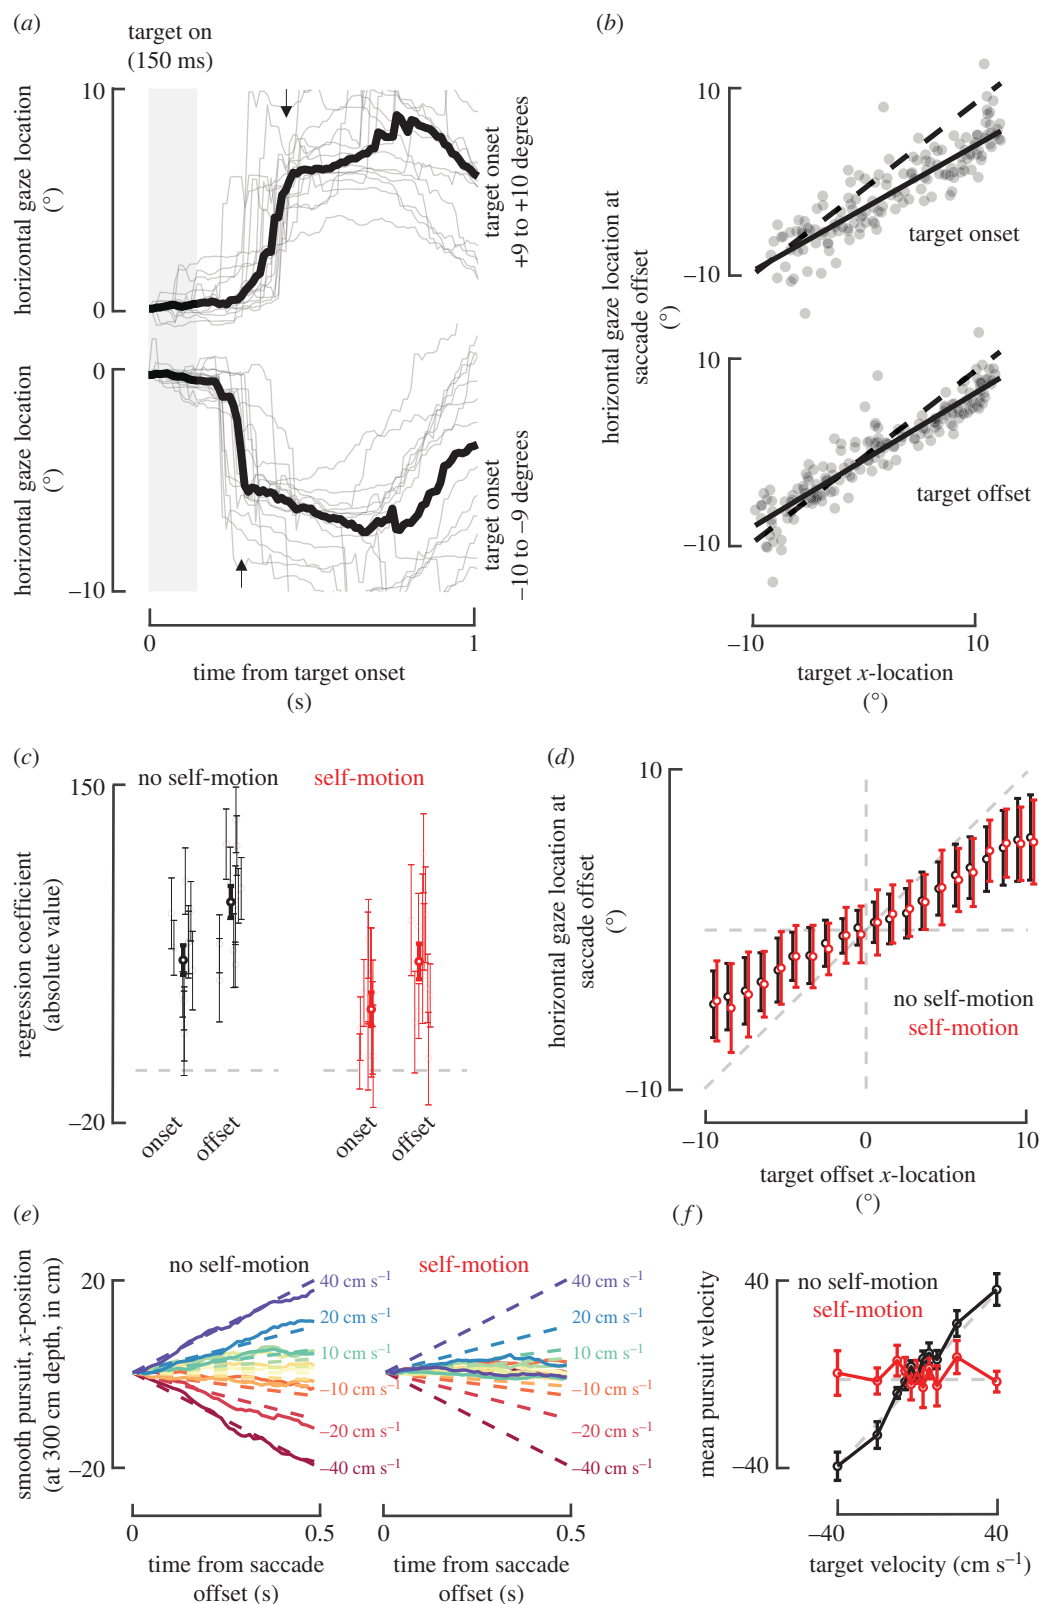 (a)
target on
(150 ms)
10
0
horizontal gaze location
(°)
target onset
+9 to +10 degrees
0
−10
horizontal gaze location
(°)
target onset
−10 to −9 degrees
0
1
time from target onset
(s)
(b)
10
−10
target onset
10
−10
target offset
horizontal gaze location at
saccade offset
(°)
−10
10
target x-location
(°)
(c)
no self-motion
self-motion
150
−20
regression coefficient
(absolute value)
onset
offset
onset
offset
(d)
10
−10
horizontal gaze location at
saccade offset
(°)
no self-motion
self-motion
−10
0
10
target offset x-location
(°)
(e)
no self-motion
self-motion
20
−20
smooth pursuit, x-position
(at 300 cm depth, in cm)
40 cm s−1
20 cm s−1
10 cm s−1
−10 cm s−1
−20 cm s−1
−40 cm s−1
40 cm s−1
20 cm s−1
10 cm s−1
−10 cm s−1
−20 cm s−1
−40 cm s−1
0
0.5
0
0.5
time from saccade
offset (s)
time from saccade
offset (s)
(f)
40
−40
mean pursuit velocity
no self-motion
self-motion
−40
40
target velocity (cm s−1)